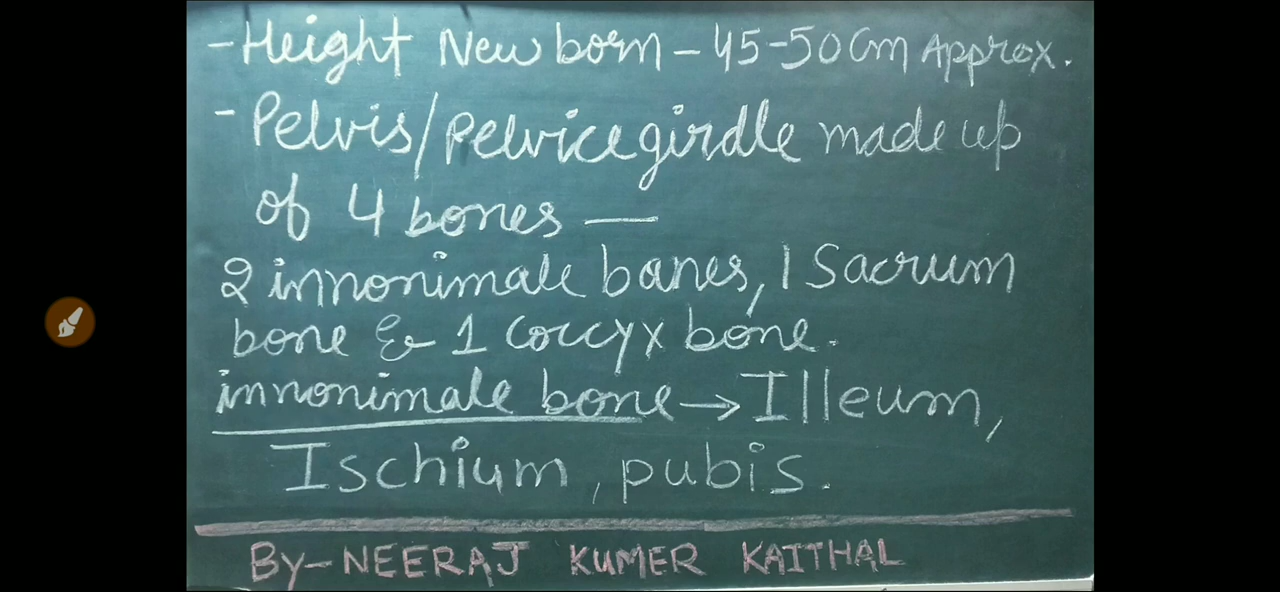 - Height New born - 45-50 Cm Approx.
- Pelvis/Pelvice girdle made up
of 4 bones —
2 innonimale banes, 1 Sacrum
bone & 1 Coccyx bone.
innonimale bone → Illeum,
Ischium, pubis.
By- NEERAJ KUMER KAITHAL